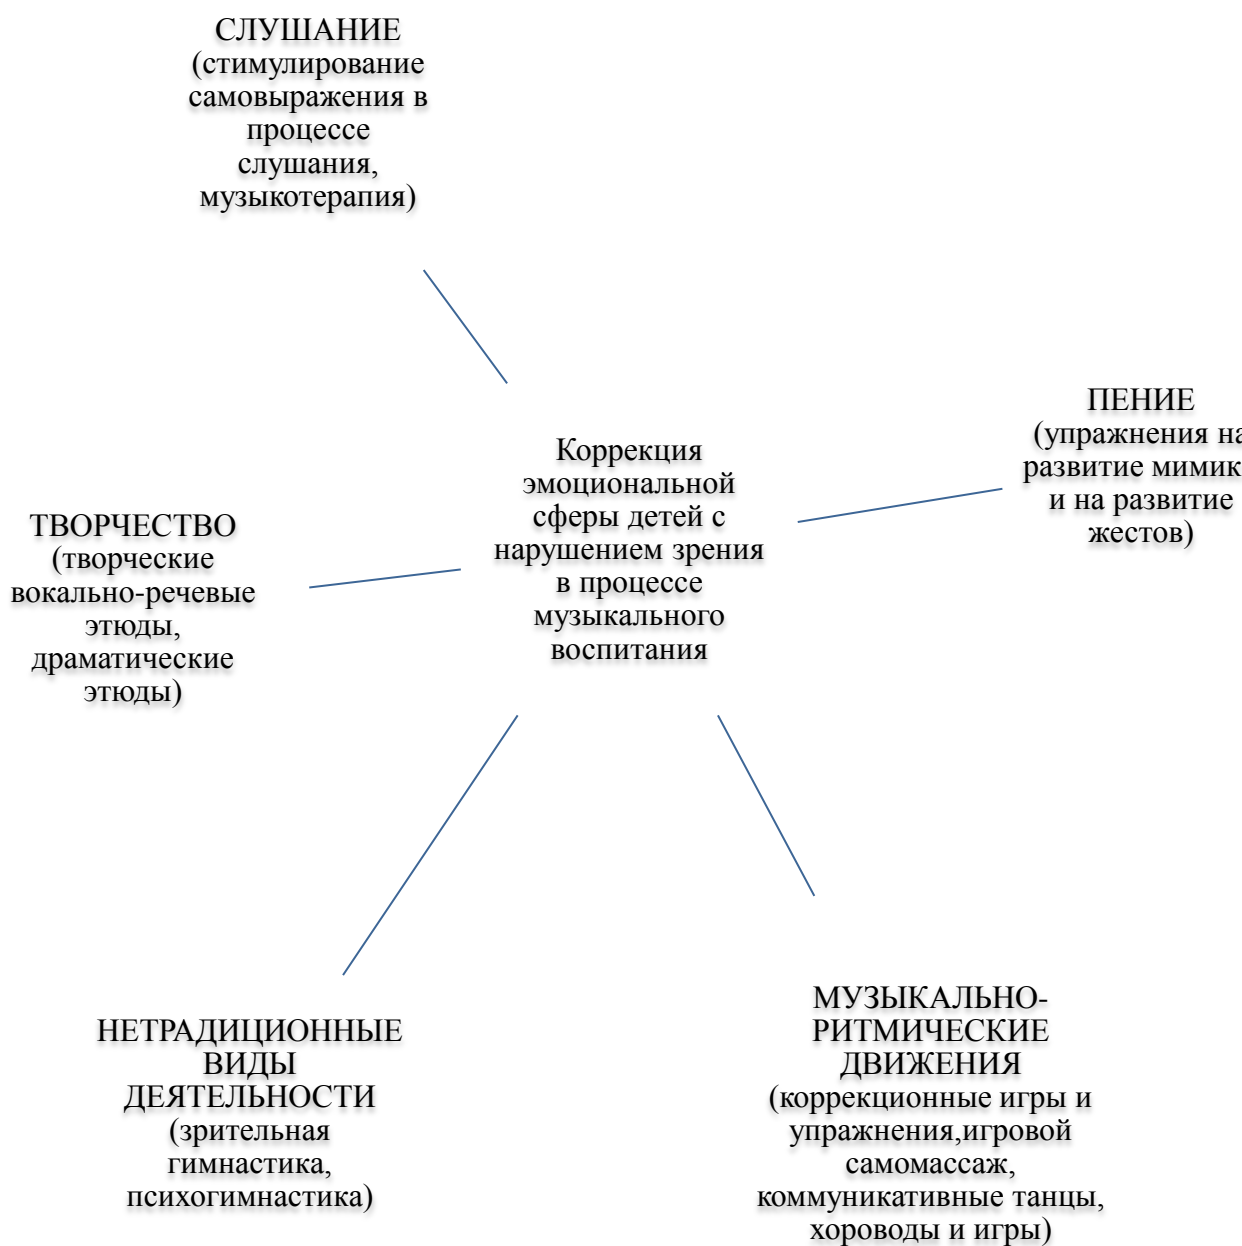 СЛУШАНИЕ
(стимулирование
самовыражения в
процессе
слушания,
музыкотерапия)
ПЕНИЕ
(упражнения на
развитие мимик
и на развитие
жестов)
Коррекция
эмоциональной
сферы детей с
нарушением зрения
в процессе
музыкального
воспитания
ТВОРЧЕСТВО
(творческие
вокально-речевые
этюды,
драматические
этюды)
НЕТРАДИЦИОННЫЕ
ВИДЫ
ДЕЯТЕЛЬНОСТИ
(зрительная
гимнастика,
психогимнастика)
МУЗЫКАЛЬНО-
РИТМИЧЕСКИЕ
ДВИЖЕНИЯ
(коррекционные игры и
упражнения,игровой
самомассаж,
коммуникативные танцы,
хороводы и игры)